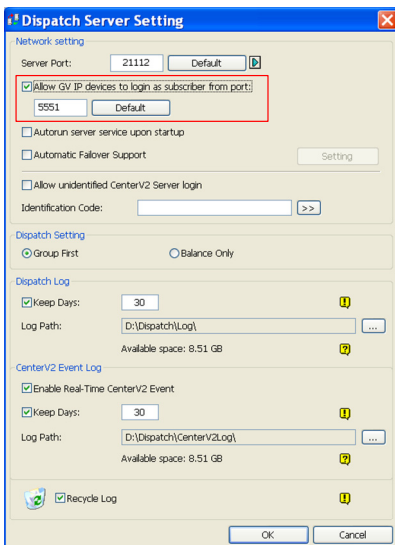 Dispatch Server Setting
Network setting
Server Port: 21112 Default
Allow GV IP devices to login as subscriber from port:
5551 Default
Autorun server service upon startup
Automatic Failover Support Setting
Allow unidentified CenterV2 Server login
Identification Code: >>
Dispatch Setting
Group First Balance Only
Dispatch Log
Keep Days: 30
Log Path: D:\Dispatch\Log\ ...
Available space: 8.51 GB
CenterV2 Event Log
Enable Real-Time CenterV2 Event
Keep Days: 30
Log Path: D:\Dispatch\CenterV2Log\ ...
Available space: 8.51 GB
Recycle Log
OK Cancel